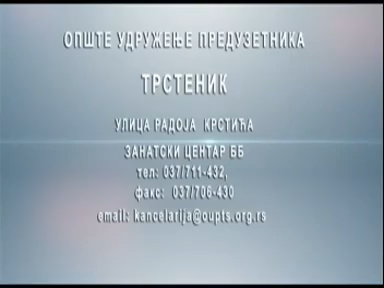 ОПШТЕ УДРУЖЕЊЕ ПРЕДУЗЕТНИКА
ТРСТЕНИК
УЛИЦА РАДОЈА КРСТИЋА
ЗАНАТСКИ ЦЕНТАР ББ
тел: 037/711-432,
факс: 037/706-430
email: kancelarija@oupts.org.rs